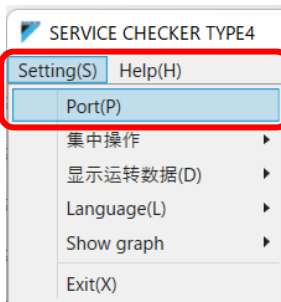 SERVICE CHECKER TYPE4
Setting(S) Help(H)
Port(P)
集中操作
显示运转数据(D)
Language(L)
Show graph
Exit(X)